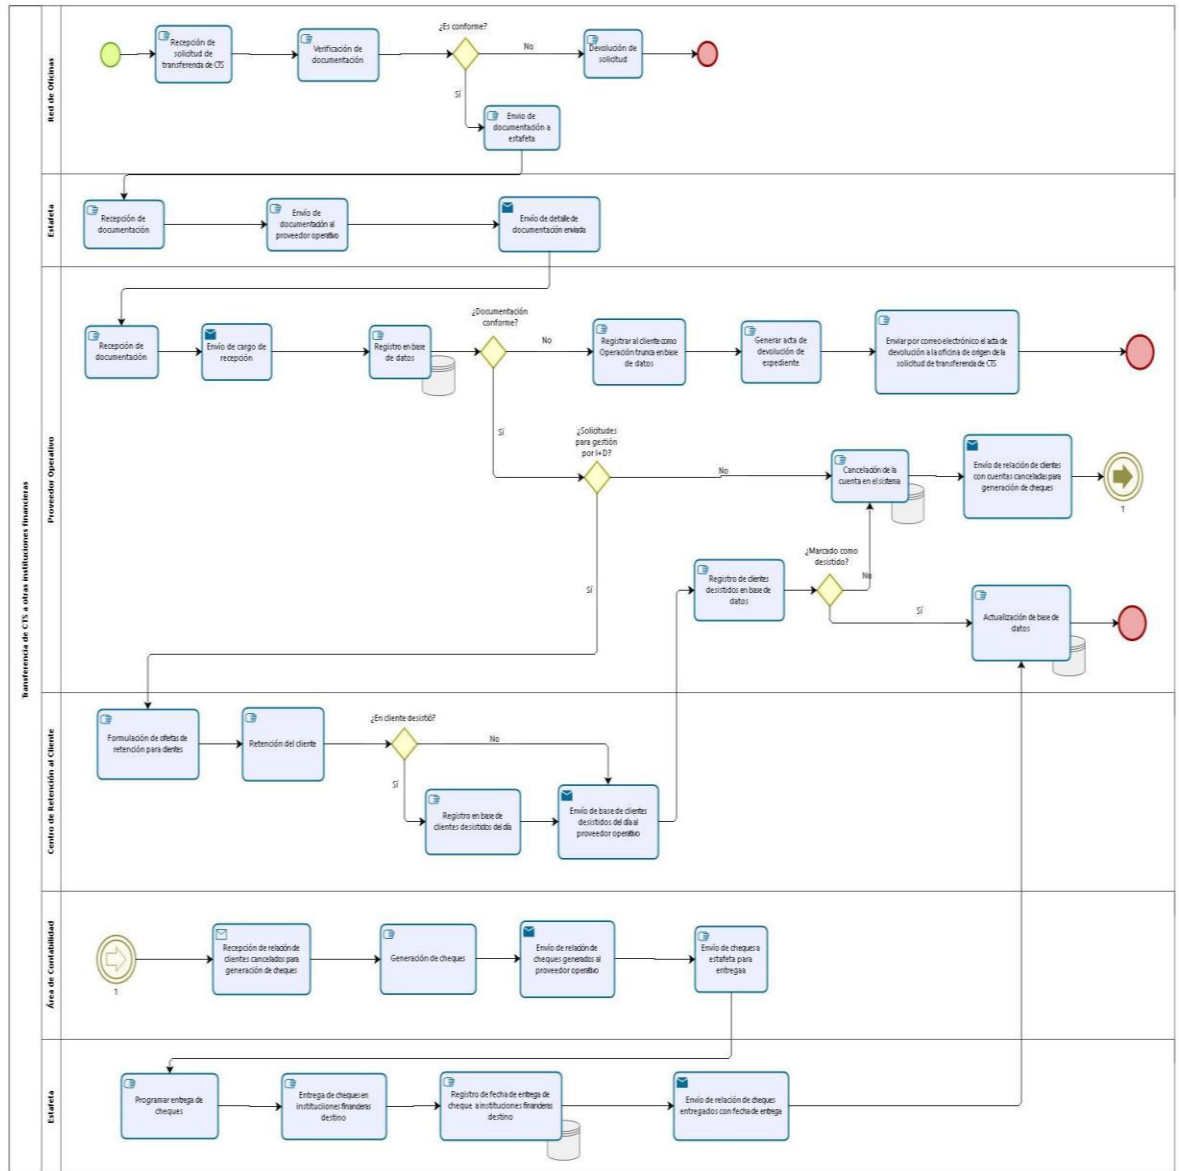 Transferencia de CTS a otras instituciones financieras
Red de Oficinas
¿Es conforme?
Recepción de
solicitud de
transferencia de CTS
Verificación de
documentación
No
Devolución de
solicitud
Sí
Envío de
documentación a
estafeta
Estafeta
Recepción de
documentación
Envío de
documentación al
proveedor operativo
Envío de detalle de
documentación enviada
Proveedor Operativo
Recepción de
documentación
Envío de cargo de
recepción
Registro en base
de datos
¿Documentación
conforme?
No
Registrar al cliente como
Operación trunca en base
de datos
Generar acta de
devolución de
expediente
Enviar por correo electrónico el acta de
devolución a la oficina de origen de la
solicitud de transferencia de CTS
Sí
¿Solicitudes
para gestión
por I+D?
No
Cancelación de la
cuenta en el sistema
Envío de relación de clientes
con cuentas canceladas para
generación de cheques
1
Sí
Registro de clientes
desistidos en base de
datos
¿Marcado como
desistido?
No
Sí
Actualización de base de
datos
Centro de Retención al Cliente
Formulación de ofertas de
retención para clientes
Retención del cliente
¿En cliente desistió?
No
Sí
Registro en base de
clientes desistidos del día
Envío de base de clientes
desistidos del día al
proveedor operativo
Área de Contabilidad
1
Recepción de relación de
clientes cancelados para
generación de cheques
Generación de cheques
Envío de relación de
cheques generados al
proveedor operativo
Envío de cheques a
estafeta para
entregaa
Estafeta
Programar entrega de
cheques
Entrega de cheques en
instituciones financieras
destino
Registro de fecha de entrega de
cheque a instituciones financieras
destino
Envío de relación de cheques
entregados con fecha de entrega